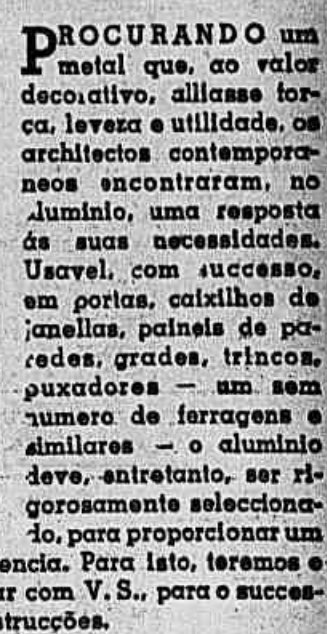 PROCURANDO um
metal que, ao valor
decorativo, alliasse for-
ça, leveza e utilidade, os
architectos contempora-
neos encontraram, no
aluminio, uma resposta
ás suas necessidades.
Usavel, com successo,
em portas, caixilhos de
janellas, paineis de pa-
redes, grades, trincos,
puxadores — um sem
numero de ferragens e
similares — o aluminio
deve, entretanto, ser ri-
gorosamente selecciona-
do, para proporcionar um
encia. Para isto, teremos e
ar com V. S., para o succes-
strucções.